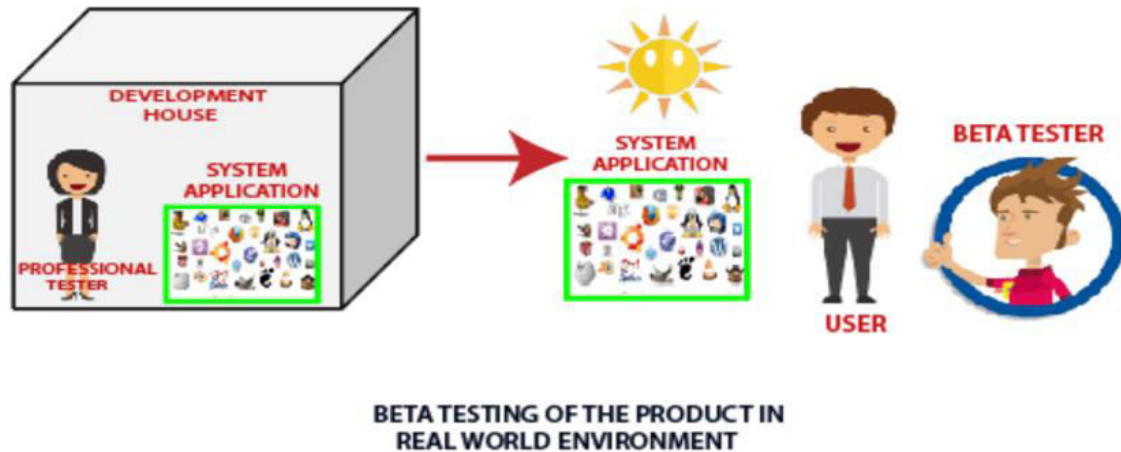 DEVELOPMENT
HOUSE
SYSTEM
APPLICATION
PROFESSIONAL
TESTER
SYSTEM
APPLICATION
USER
BETA TESTER
BETA TESTING OF THE PRODUCT IN
REAL WORLD ENVIRONMENT